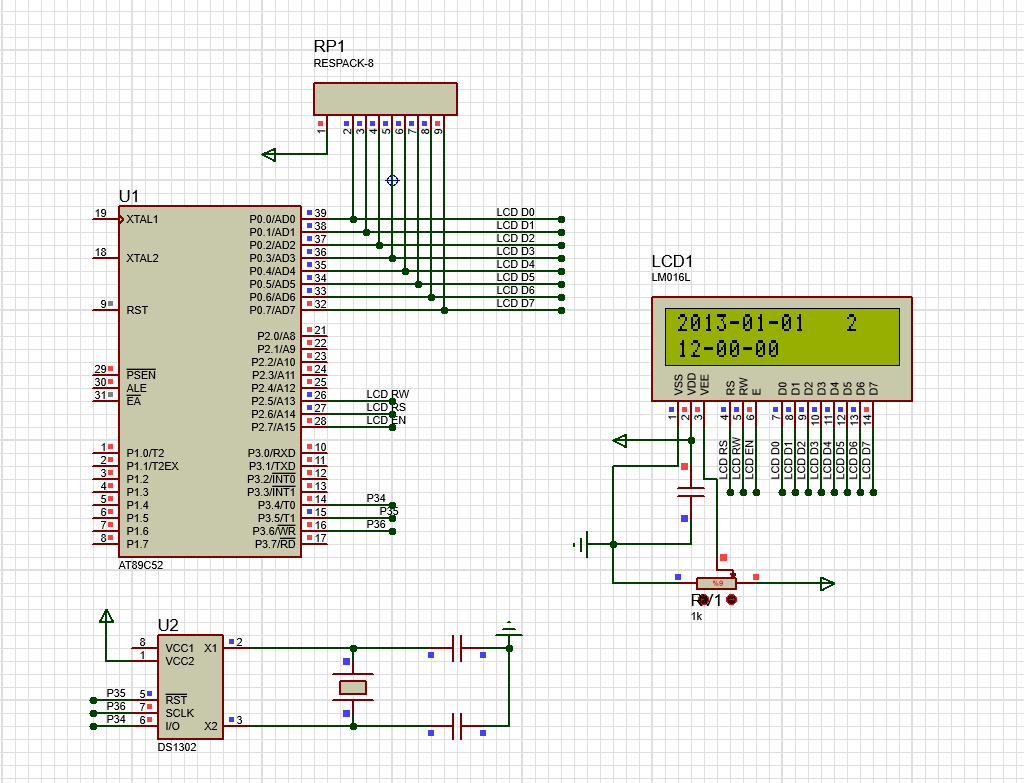 RP1
RESPACK-8
1 2 3 4 5 6 7 8 9
U1
19 XTAL1
18 XTAL2
9 RST
29 PSEN
30 ALE
31 EA
1 P1.0/T2
2 P1.1/T2EX
3 P1.2
4 P1.3
5 P1.4
6 P1.5
7 P1.6
8 P1.7
P0.0/AD0 39 LCD D0
P0.1/AD1 38 LCD D1
P0.2/AD2 37 LCD D2
P0.3/AD3 36 LCD D3
P0.4/AD4 35 LCD D4
P0.5/AD5 34 LCD D5
P0.6/AD6 33 LCD D6
P0.7/AD7 32 LCD D7
P2.0/A8 21
P2.1/A9 22
P2.2/A10 23
P2.3/A11 24
P2.4/A12 25
P2.5/A13 26 LCD RW
P2.6/A14 27 LCD RS
P2.7/A15 28 LCD EN
P3.0/RXD 10
P3.1/TXD 11
P3.2/INT0 12
P3.3/INT1 13
P3.4/T0 14 P34
P3.5/T1 15 P35
P3.6/WR 16 P36
P3.7/RD 17
AT89C52
LCD1
LM016L
2013-01-01 2
12-00-00
VSS VDD VEE RS RW E D0 D1 D2 D3 D4 D5 D6 D7
1 2 3 4 5 6 7 8 9 10 11 12 13 14
LCD RS LCD RW LCD EN LCD D0 LCD D1 LCD D2 LCD D3 LCD D4 LCD D5 LCD D6 LCD D7
%9
RV1
1k
U2
8 VCC1 X1 2
1 VCC2
P35 5 RST
P36 7 SCLK
P34 6 I/O X2 3
DS1302